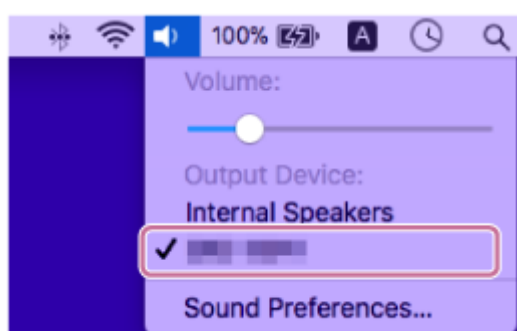 100% A
Volume:
Output Device:
Internal Speakers
Sound Preferences...